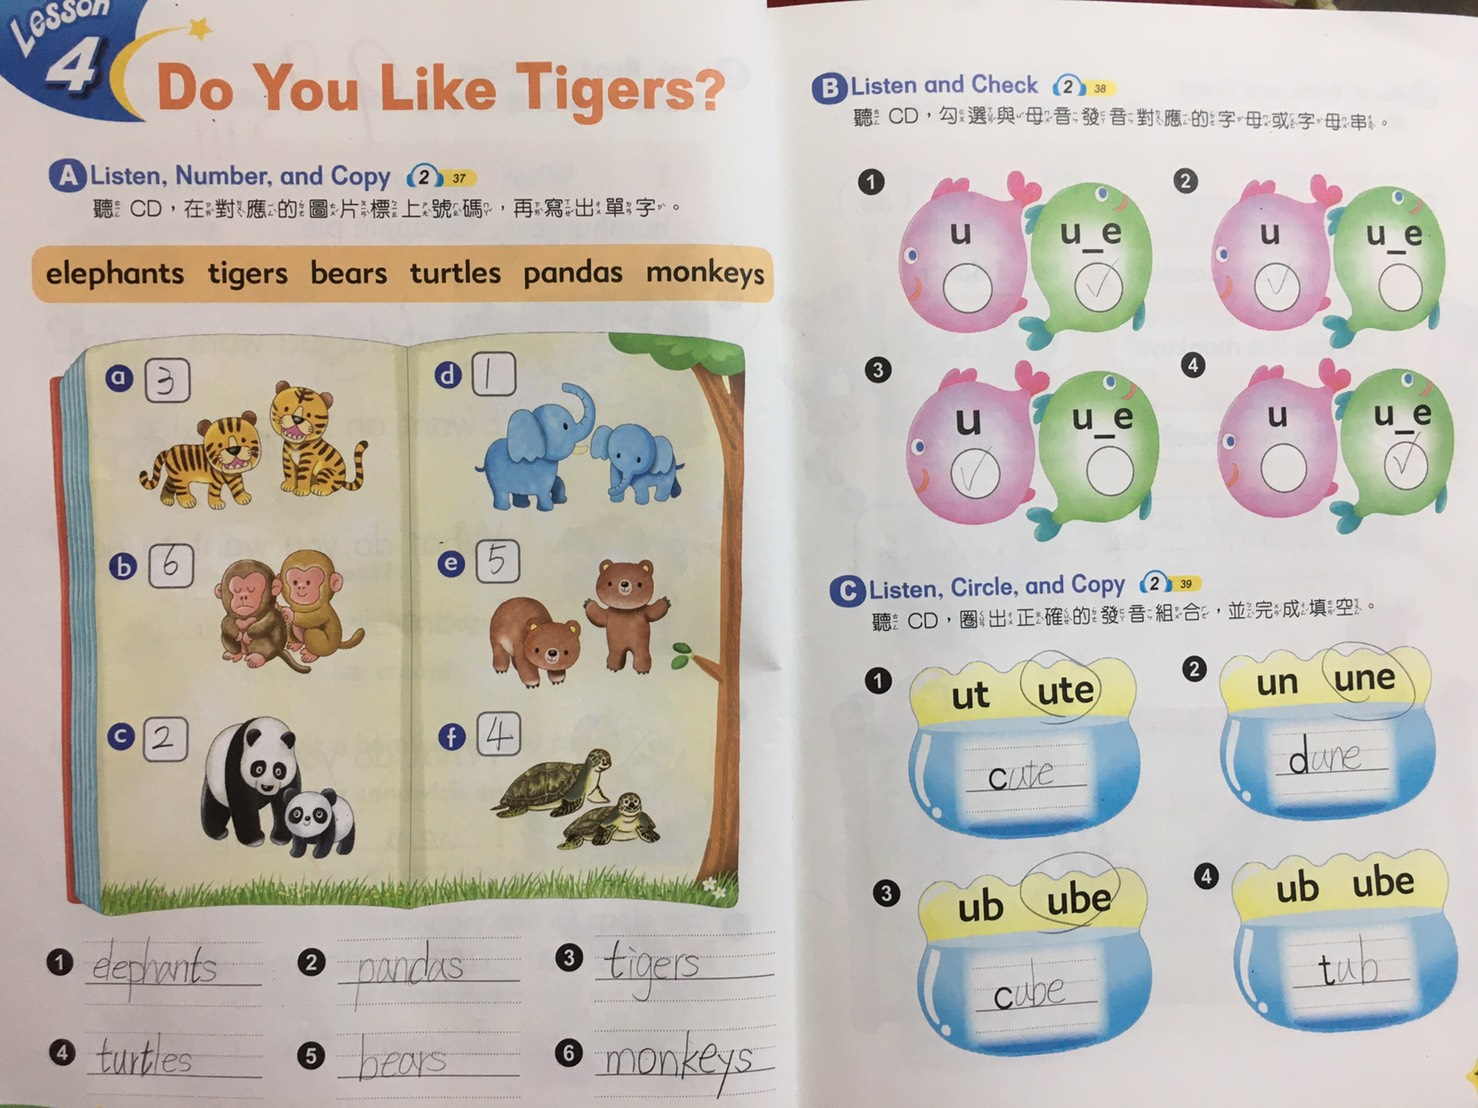 Lesson
4
Do You Like Tigers?
A Listen, Number, and Copy 2 37
聽 CD，在對應的圖片標上號碼，再寫出單字。
elephants tigers bears turtles pandas monkeys
a 3
d 1
b 6
e 5
c 2
f 4
1 elephants 2 pandas 3 tigers
4 turtles 5 bears 6 monkeys
B Listen and Check 2 38
聽 CD，勾選與母音發音對應的字母或字母串。
1 u u_e ✓
2 u ✓ u_e
3 u ✓ u_e
4 u u_e ✓
C Listen, Circle, and Copy 2 39
聽 CD，圈出正確的發音組合，並完成填空。
1 ut ute
cute
2 un une
dune
3 ub ube
cube
4 ub ube
tub